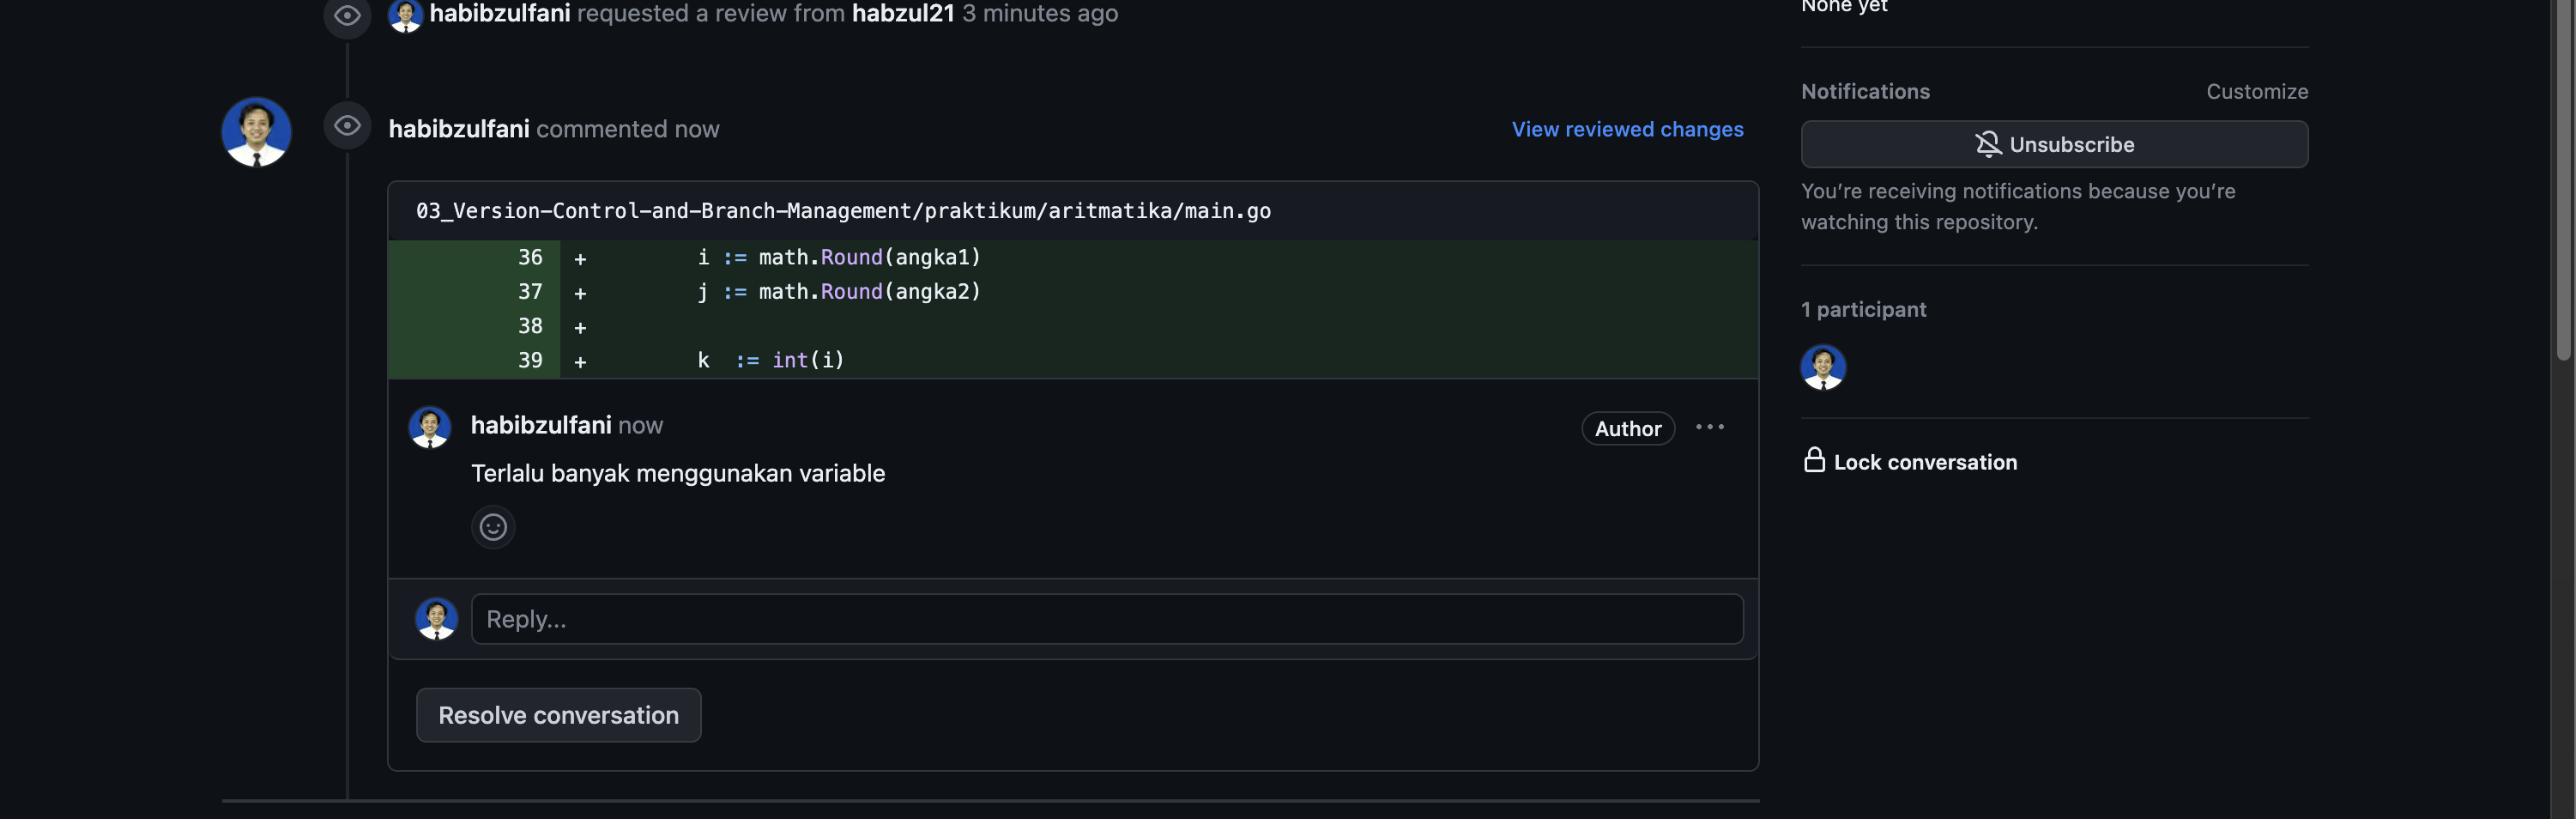 habibzulfani requested a review from habzul21 3 minutes ago
habibzulfani commented now
View reviewed changes
03_Version-Control-and-Branch-Management/praktikum/aritmatika/main.go
36 + i := math.Round(angka1)
37 + j := math.Round(angka2)
38 +
39 + k  := int(i)
habibzulfani now
Author
Terlalu banyak menggunakan variable
Reply...
Resolve conversation
None yet
Notifications
Customize
Unsubscribe
You’re receiving notifications because you’re
watching this repository.
1 participant
Lock conversation